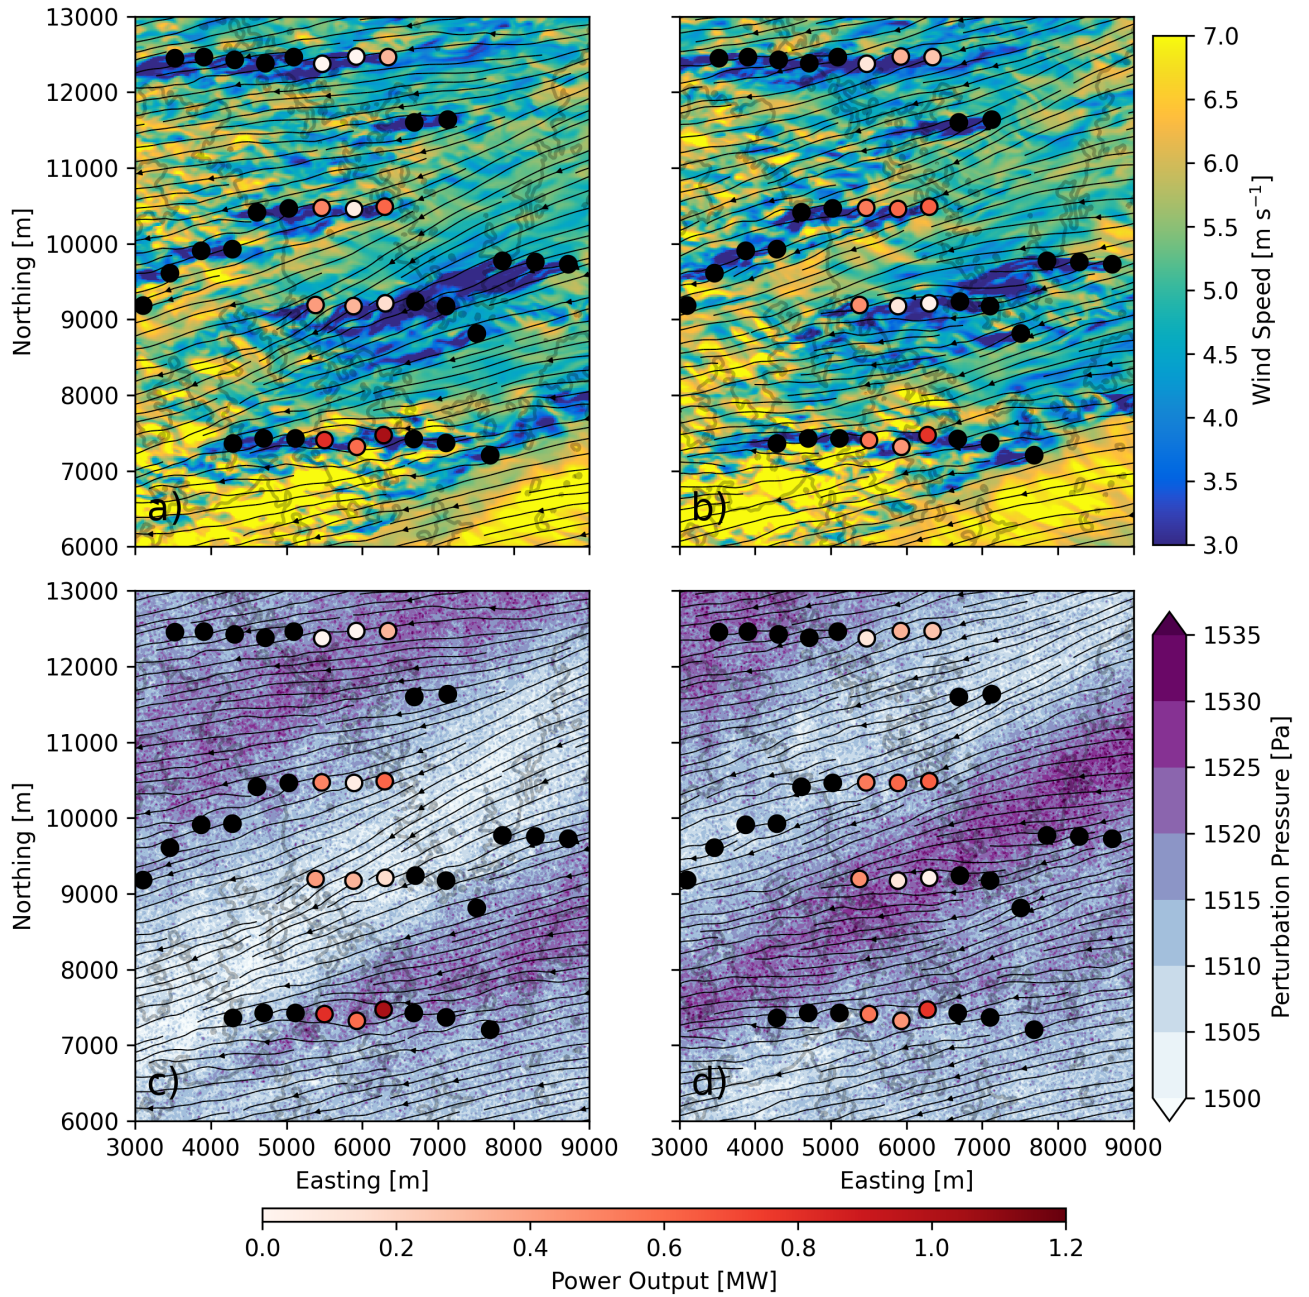 13000
12000
11000
10000
9000
8000
7000
6000
Northing [m]
a)
b)
7.0
6.5
6.0
5.5
5.0
4.5
4.0
3.5
3.0
Wind Speed [m s⁻¹]
13000
12000
11000
10000
9000
8000
7000
6000
Northing [m]
c)
d)
1535
1530
1525
1520
1515
1510
1505
1500
Perturbation Pressure [Pa]
3000 4000 5000 6000 7000 8000 9000
3000 4000 5000 6000 7000 8000 9000
Easting [m]
Easting [m]
0.0 0.2 0.4 0.6 0.8 1.0 1.2
Power Output [MW]